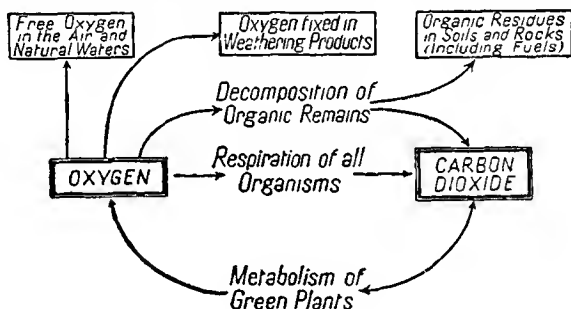 Free Oxygen
in the Air and
Natural Waters
Oxygen fixed in
Weathering Products
Organic Residues
in Soils and Rocks
(Including Fuels)
Decomposition of
Organic Remains
OXYGEN
Respiration of all
Organisms
CARBON
DIOXIDE
Metabolism of
Green Plants